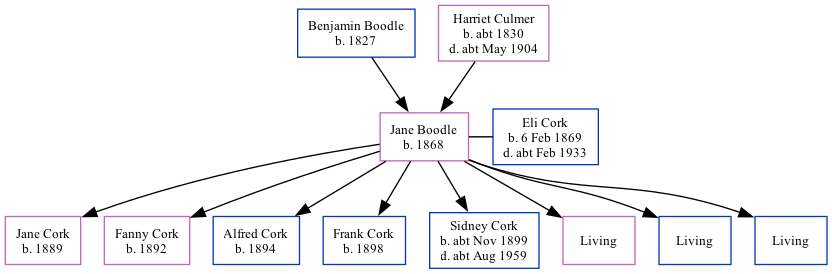 Benjamin Boodle
b. 1827
Harriet Culmer
b. abt 1830
d. abt May 1904
Jane Boodle
b. 1868
Eli Cork
b. 6 Feb 1869
d. abt Feb 1933
Jane Cork
b. 1889
Fanny Cork
b. 1892
Alfred Cork
b. 1894
Frank Cork
b. 1898
Sidney Cork
b. abt Nov 1899
d. abt Aug 1959
Living
Living
Living